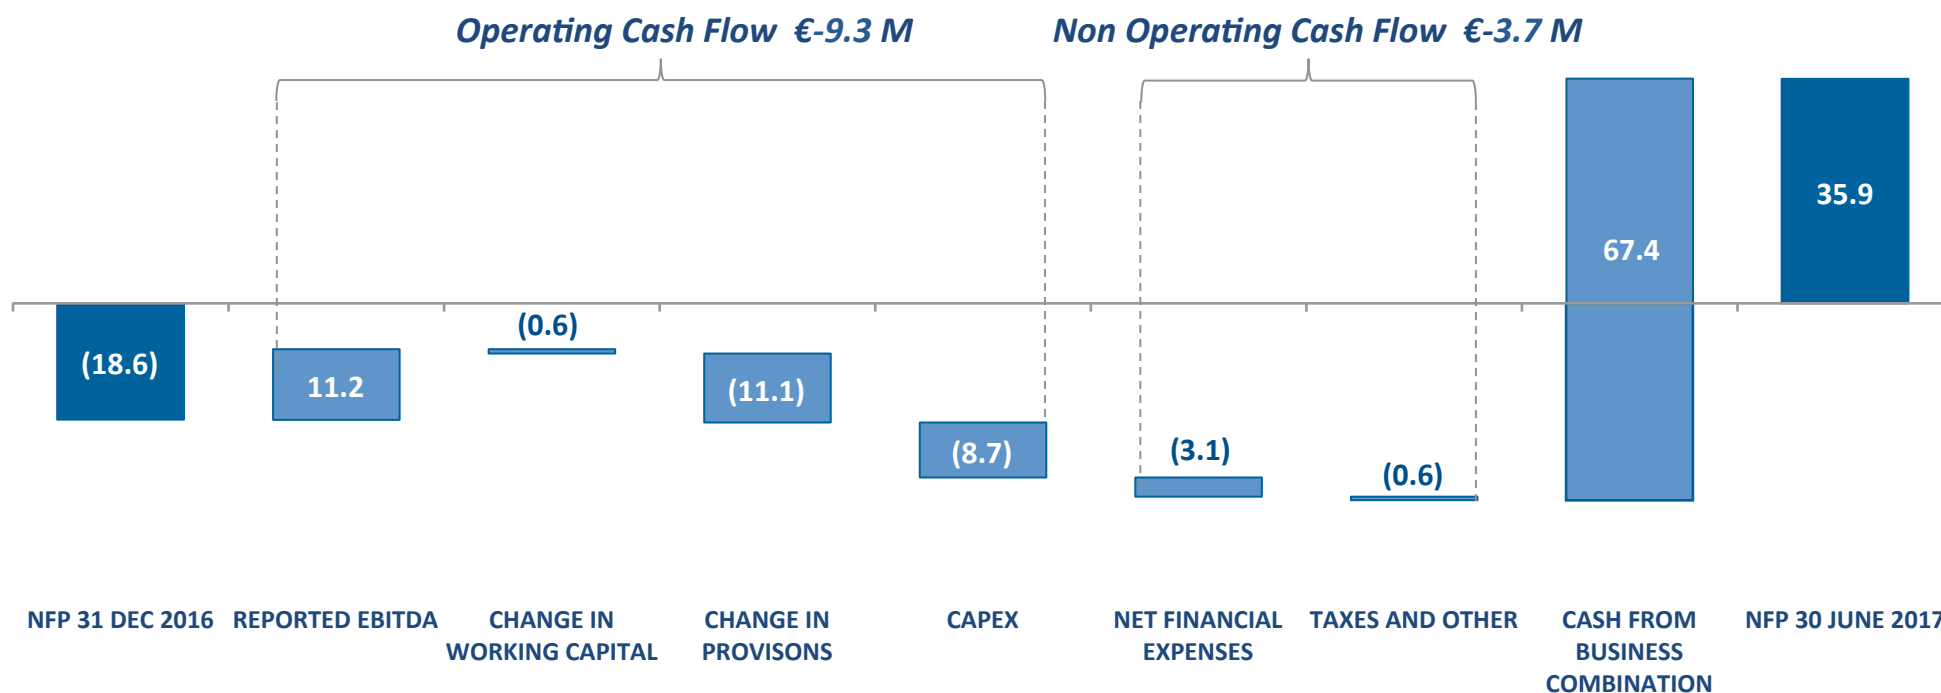 Operating Cash Flow €-9.3 M
Non Operating Cash Flow €-3.7 M
35.9
67.4
(0.6)
(18.6)
11.2
(11.1)
(8.7)
(3.1)
(0.6)
NFP 31 DEC 2016
REPORTED EBITDA
CHANGE IN
WORKING CAPITAL
CHANGE IN
PROVISONS
CAPEX
NET FINANCIAL
EXPENSES
TAXES AND OTHER
CASH FROM
BUSINESS
COMBINATION
NFP 30 JUNE 2017